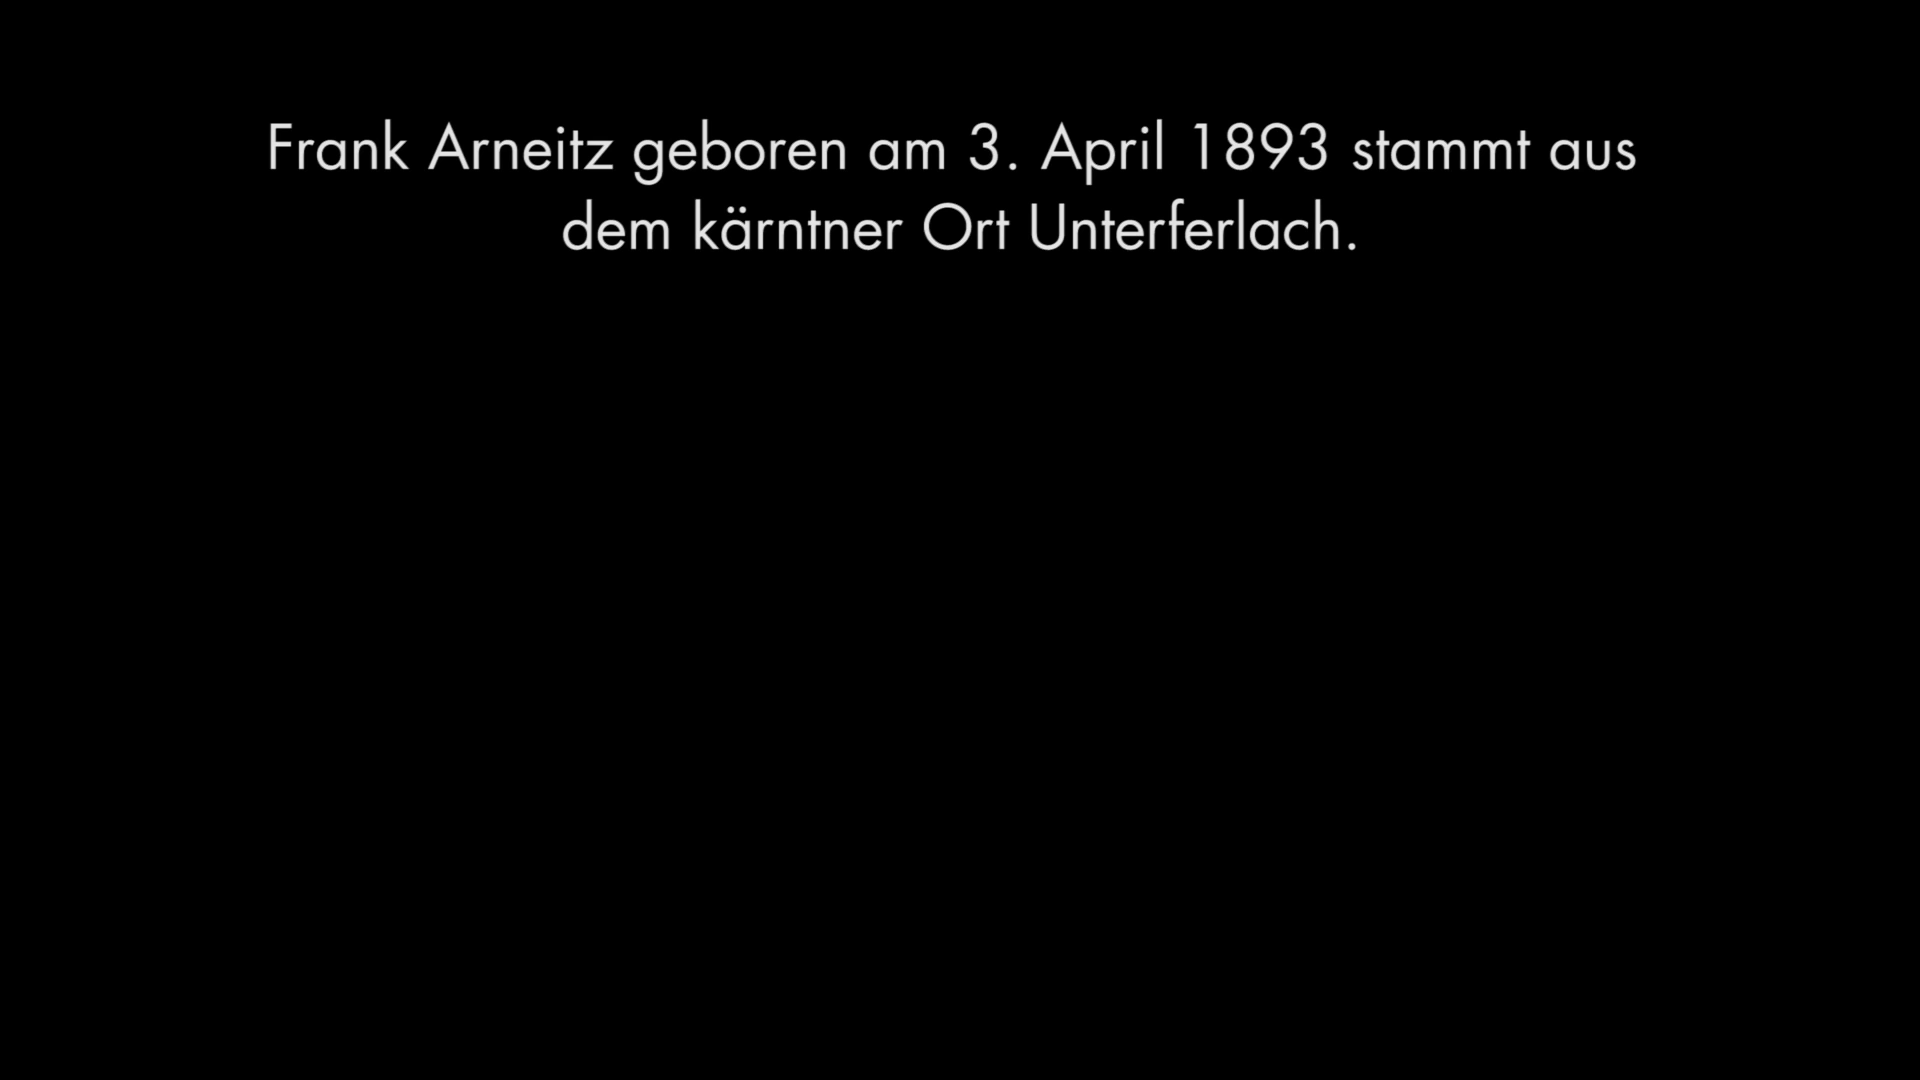 Frank Arneitz geboren am 3. April 1893 stammt aus
dem kärntner Ort Unterferlach.